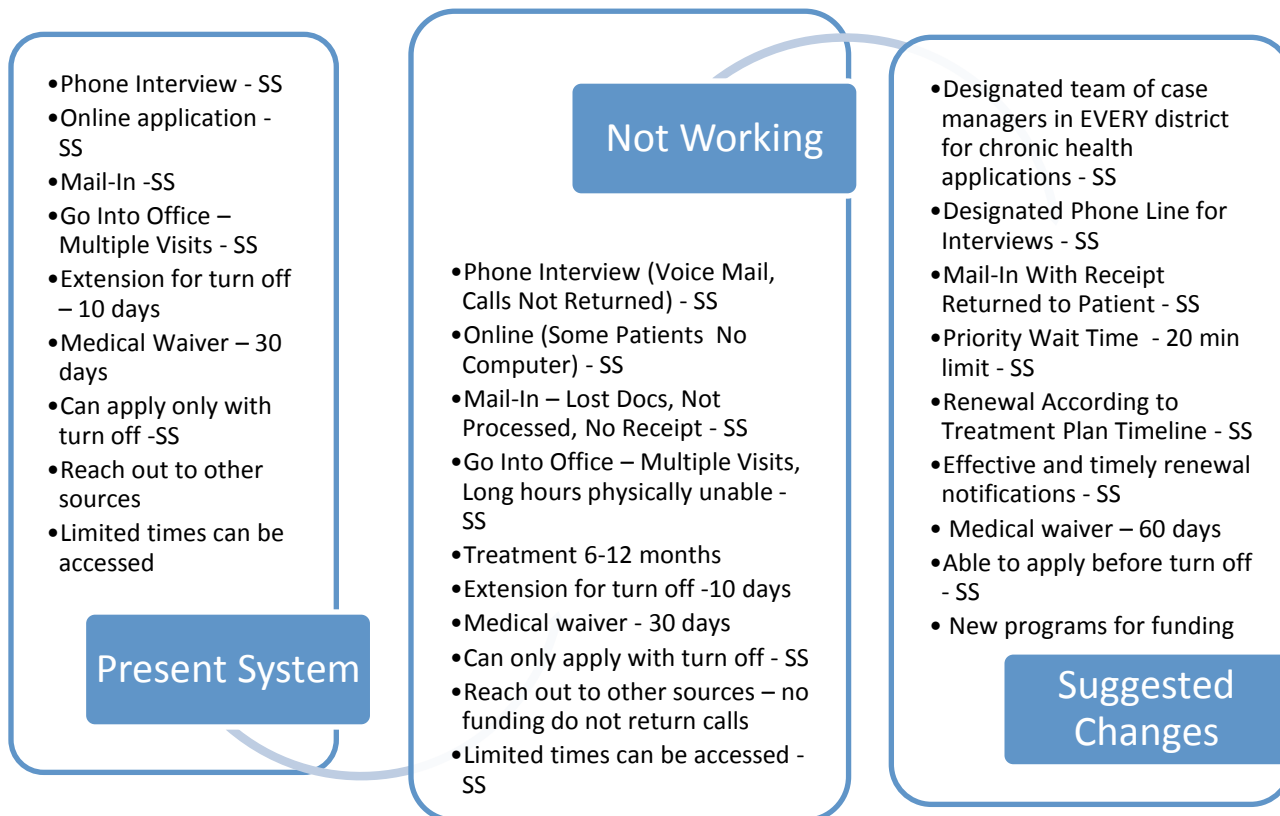 •Phone Interview - SS
•Online application -
SS
•Mail-In -SS
•Go Into Office –
Multiple Visits - SS
•Extension for turn off
– 10 days
•Medical Waiver – 30
days
•Can apply only with
turn off -SS
•Reach out to other
sources
•Limited times can be
accessed
Present System
Not Working
•Phone Interview (Voice Mail,
Calls Not Returned) - SS
•Online (Some Patients  No
Computer) - SS
•Mail-In – Lost Docs, Not
Processed, No Receipt - SS
•Go Into Office – Multiple Visits,
Long hours physically unable -
SS
•Treatment 6-12 months
•Extension for turn off -10 days
•Medical waiver - 30 days
•Can only apply with turn off - SS
•Reach out to other sources – no
funding do not return calls
•Limited times can be accessed -
SS
•Designated team of case
managers in EVERY district
for chronic health
applications - SS
•Designated Phone Line for
Interviews - SS
•Mail-In With Receipt
Returned to Patient - SS
•Priority Wait Time  - 20 min
limit - SS
•Renewal According to
Treatment Plan Timeline - SS
•Effective and timely renewal
notifications - SS
• Medical waiver – 60 days
•Able to apply before turn off
- SS
• New programs for funding
Suggested
Changes